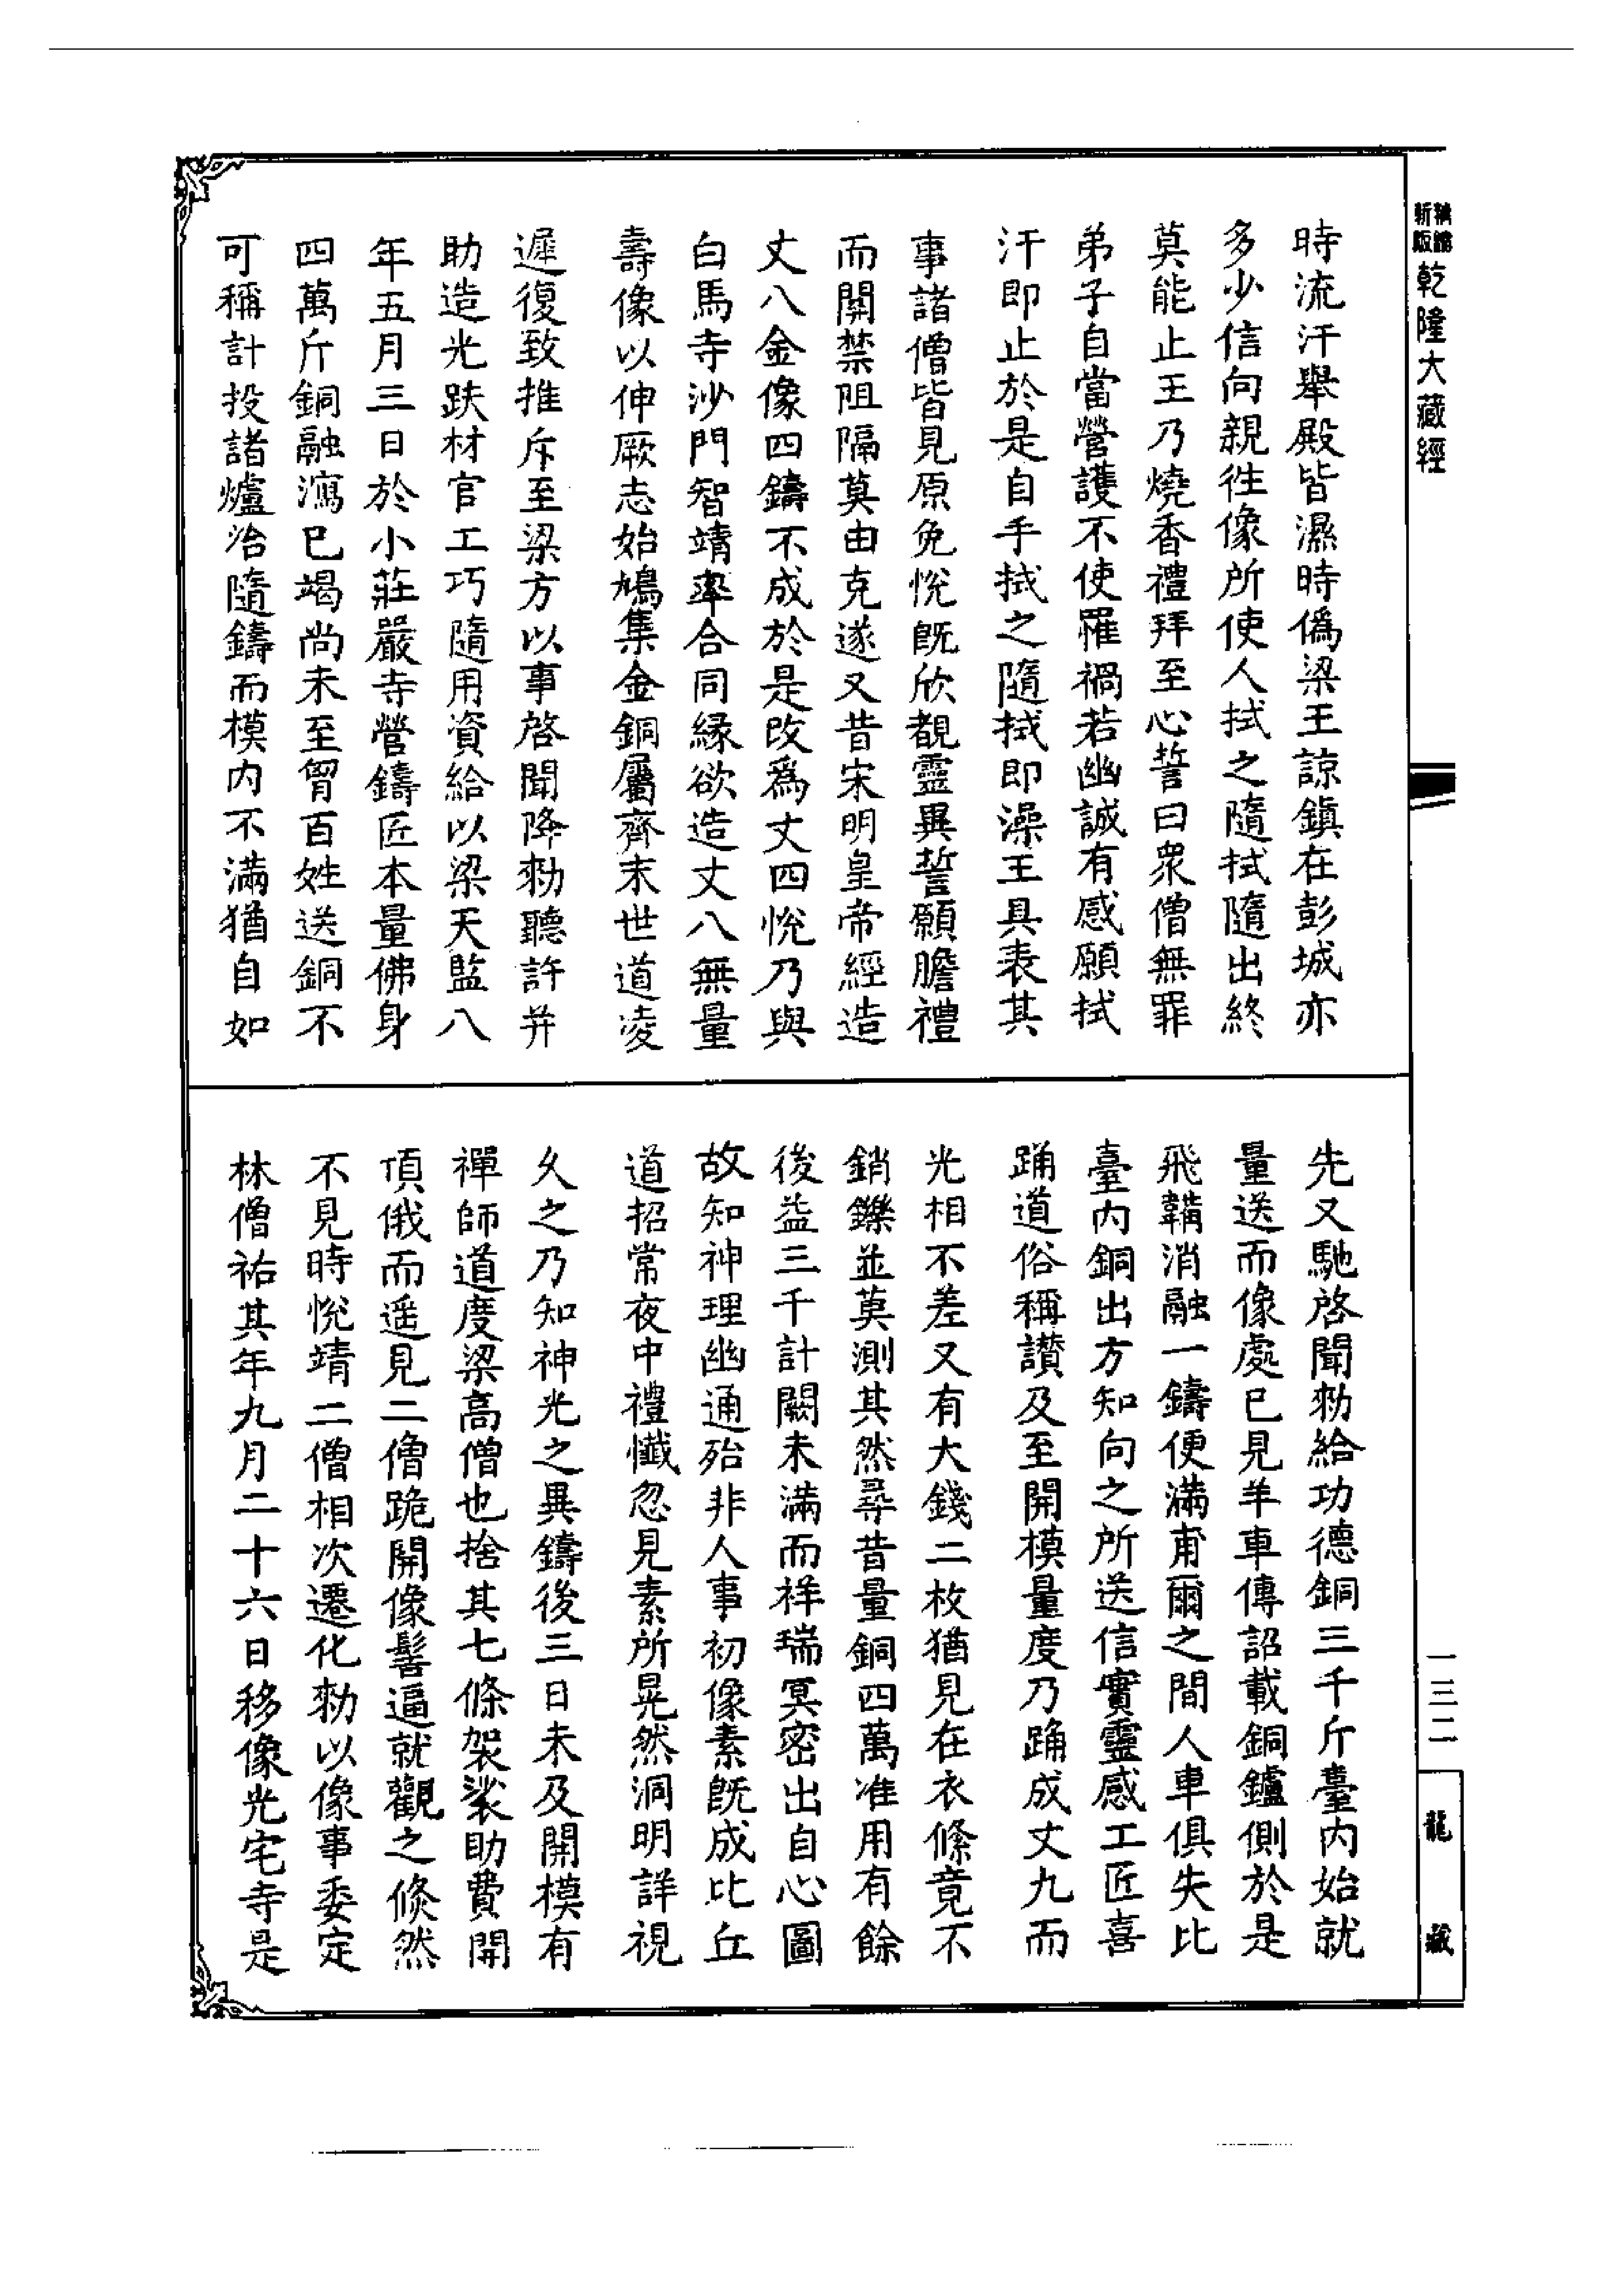 乾隆大藏經
時流汗舉殿皆濕時偽梁王諒鎮在彭城亦
多少信向親徃像所使人拭之隨拭隨出終
莫能止王乃燒香禮拜至心誓曰眾僧無罪
弟子自當營護不使罹禍若幽誠有感願拭
汗即止於是自手拭之隨拭即澡王具表其
事諸僧皆見原免悅旣欣覩靈異誓願膽禮
而關禁阻隔莫由克遂又昔宋明皇帝經造
丈八金像四鑄不成於是改爲丈四悅乃與
白馬寺沙門智靖率合同縁欲造丈八無量
壽像以伸厥志始鳩集金銅屬齊末世道淩
遲復致推斥至梁方以事啓聞降勑聽許并
助造光趺材官工巧隨用資給以梁天監八
年五月三日於小莊嚴寺營鑄匠本量佛身
四萬斤銅融瀉巳竭尚未至胷百姓送銅不
可稱計投諸爐冶隨鑄而模内不滿猶自如
先又馳啓聞勑給功德銅三千斤臺内始就
量送而像處巳見羊車傳詔載銅鑪側於是
飛韛消融一鑄便滿甫爾之間人車俱失比
臺内銅出方知向之所送信實靈感工匠喜
踊道俗稱讃及至開模量度乃踊成丈九而
光相不差又有大錢二枚猶見在衣絛竟不
銷鑠並莫測其然尋昔量銅四萬准用有餘
後益三千計闕未滿而祥瑞冥密出自心圖
故知神理幽通殆非人事初像素旣成比丘
道招常夜中禮懺忽見素所晃然洞明詳視
乆之乃知神光之異鑄後三日未及開模有
禪師道度梁高僧也捨其七條袈裟助費開
頂俄而遥見二僧跪開像髻逼就觀之倐然
不見時悅靖二僧相次遷化勑以像事委定
林僧祐其年九月二十六日移像光宅寺是
一三二
龍藏